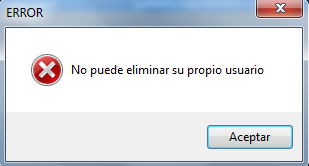 ERROR
No puede eliminar su propio usuario
Aceptar